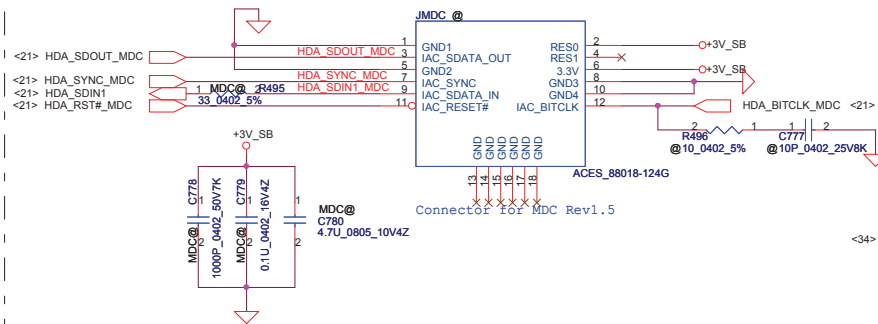 JMDC @
1 GND1 RES0 2 +3V_SB
<21> HDA_SDOUT_MDC HDA_SDOUT_MDC 3 IAC_SDATA_OUT RES1 4
5 GND2 3.3V 6 +3V_SB
<21> HDA_SYNC_MDC HDA_SYNC_MDC 7 IAC_SYNC GND3 8
<21> HDA_SDIN1 1 MDC@ 2 R495 HDA_SDIN1_MDC 9 IAC_SDATA_IN GND4 10
<21> HDA_RST#_MDC 33_0402_5% 11 IAC_RESET# IAC_BITCLK 12 HDA_BITCLK_MDC <21>
+3V_SB
GND GND GND GND GND GND
13 14 15 16 17 18
2 R496 1 1 C777 2
@10_0402_5% @10P_0402_25V8K
ACES_88018-124G
Connector for MDC Rev1.5
C778 1 2 MDC@ 1000P_0402_50V7K
C779 1 2 MDC@ 0.1U_0402_16V4Z
1 2 MDC@
C780
4.7U_0805_10V4Z
<34>